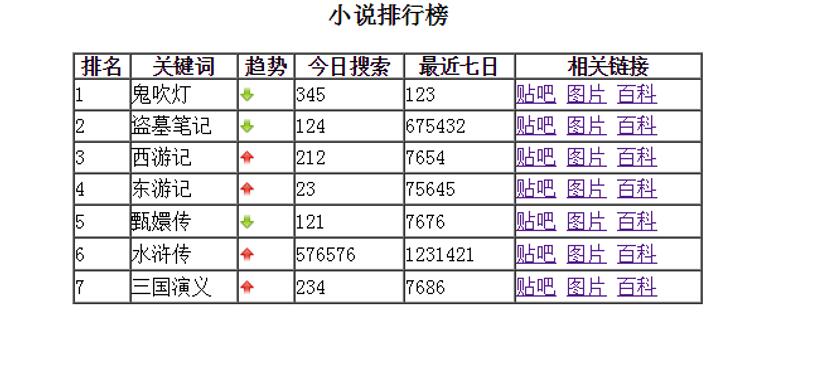 小说排行榜
排名 关键词 趋势 今日搜索 最近七日 相关链接
1 鬼吹灯 345 123 贴吧 图片 百科
2 盗墓笔记 124 675432 贴吧 图片 百科
3 西游记 212 7654 贴吧 图片 百科
4 东游记 23 75645 贴吧 图片 百科
5 甄嬛传 121 7676 贴吧 图片 百科
6 水浒传 576576 1231421 贴吧 图片 百科
7 三国演义 234 7686 贴吧 图片 百科